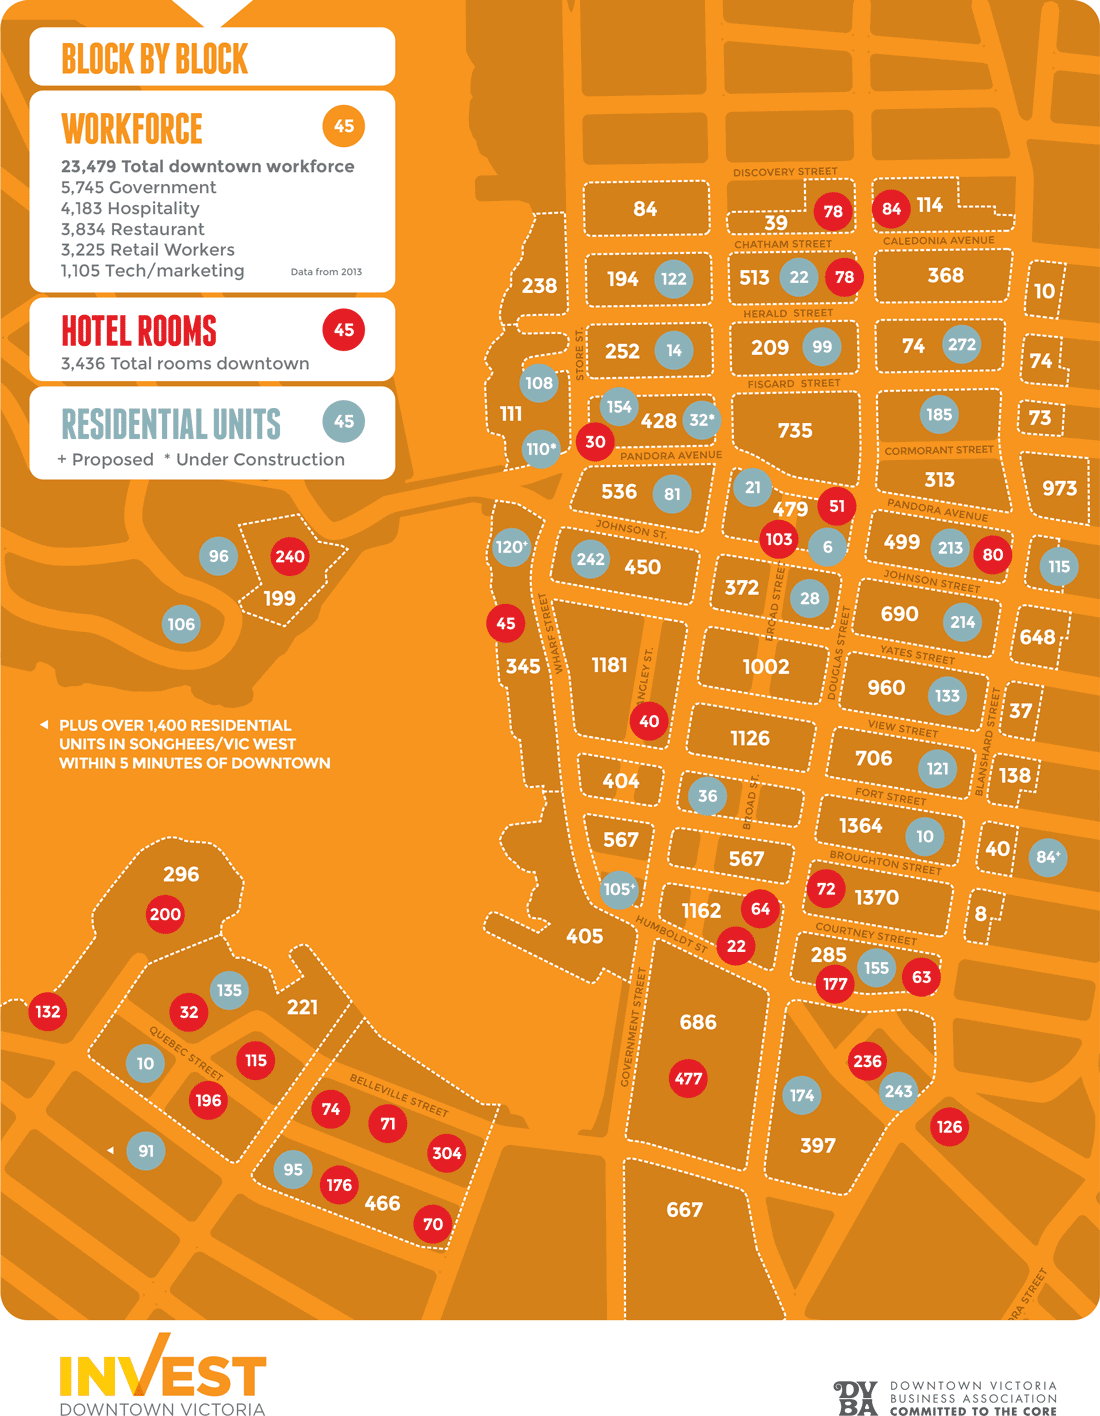 BLOCK BY BLOCK
WORKFORCE
45
23,479 Total downtown workforce
5,745 Government
4,183 Hospitality
3,834 Restaurant
3,225 Retail Workers
1,105 Tech/marketing
Data from 2013
HOTEL ROOMS
45
3,436 Total rooms downtown
RESIDENTIAL UNITS
45
+ Proposed * Under Construction
DISCOVERY STREET
84
39
78
84
114
CHATHAM STREET
CALEDONIA AVENUE
238
194
122
513
22
78
368
10
HERALD STREET
STORE ST.
252
14
209
99
74
272
74
FISGARD STREET
108
111
110*
154
30
428
32*
735
185
73
PANDORA AVENUE
CORMORANT STREET
313
973
536
81
21
479
51
103
6
PANDORA AVENUE
JOHNSON ST.
120+
242
450
499
213
80
115
JOHNSON STREET
96
240
199
106
372
28
BROAD STREET
DOUGLAS STREET
690
214
648
YATES STREET
45
345
WHARF STREET
1181
LANGLEY ST.
40
1002
960
133
37
VIEW STREET
BLANSHARD STREET
PLUS OVER 1,400 RESIDENTIAL
UNITS IN SONGHEES/VIC WEST
WITHIN 5 MINUTES OF DOWNTOWN
1126
706
121
138
FORT STREET
404
36
BROAD ST.
1364
10
40
84+
BROUGHTON STREET
567
567
72
1370
8
COURTNEY STREET
105+
1162
64
22
HUMBOLDT ST
405
285
177
155
63
296
200
132
135
32
221
QUEBEC STREET
10
115
196
91
GOVERNMENT STREET
686
477
236
243
174
397
126
BELLEVILLE STREET
74
71
304
95
176
466
70
667
INVEST
DOWNTOWN VICTORIA
DVBA
DOWNTOWN VICTORIA
BUSINESS ASSOCIATION
COMMITTED TO THE CORE